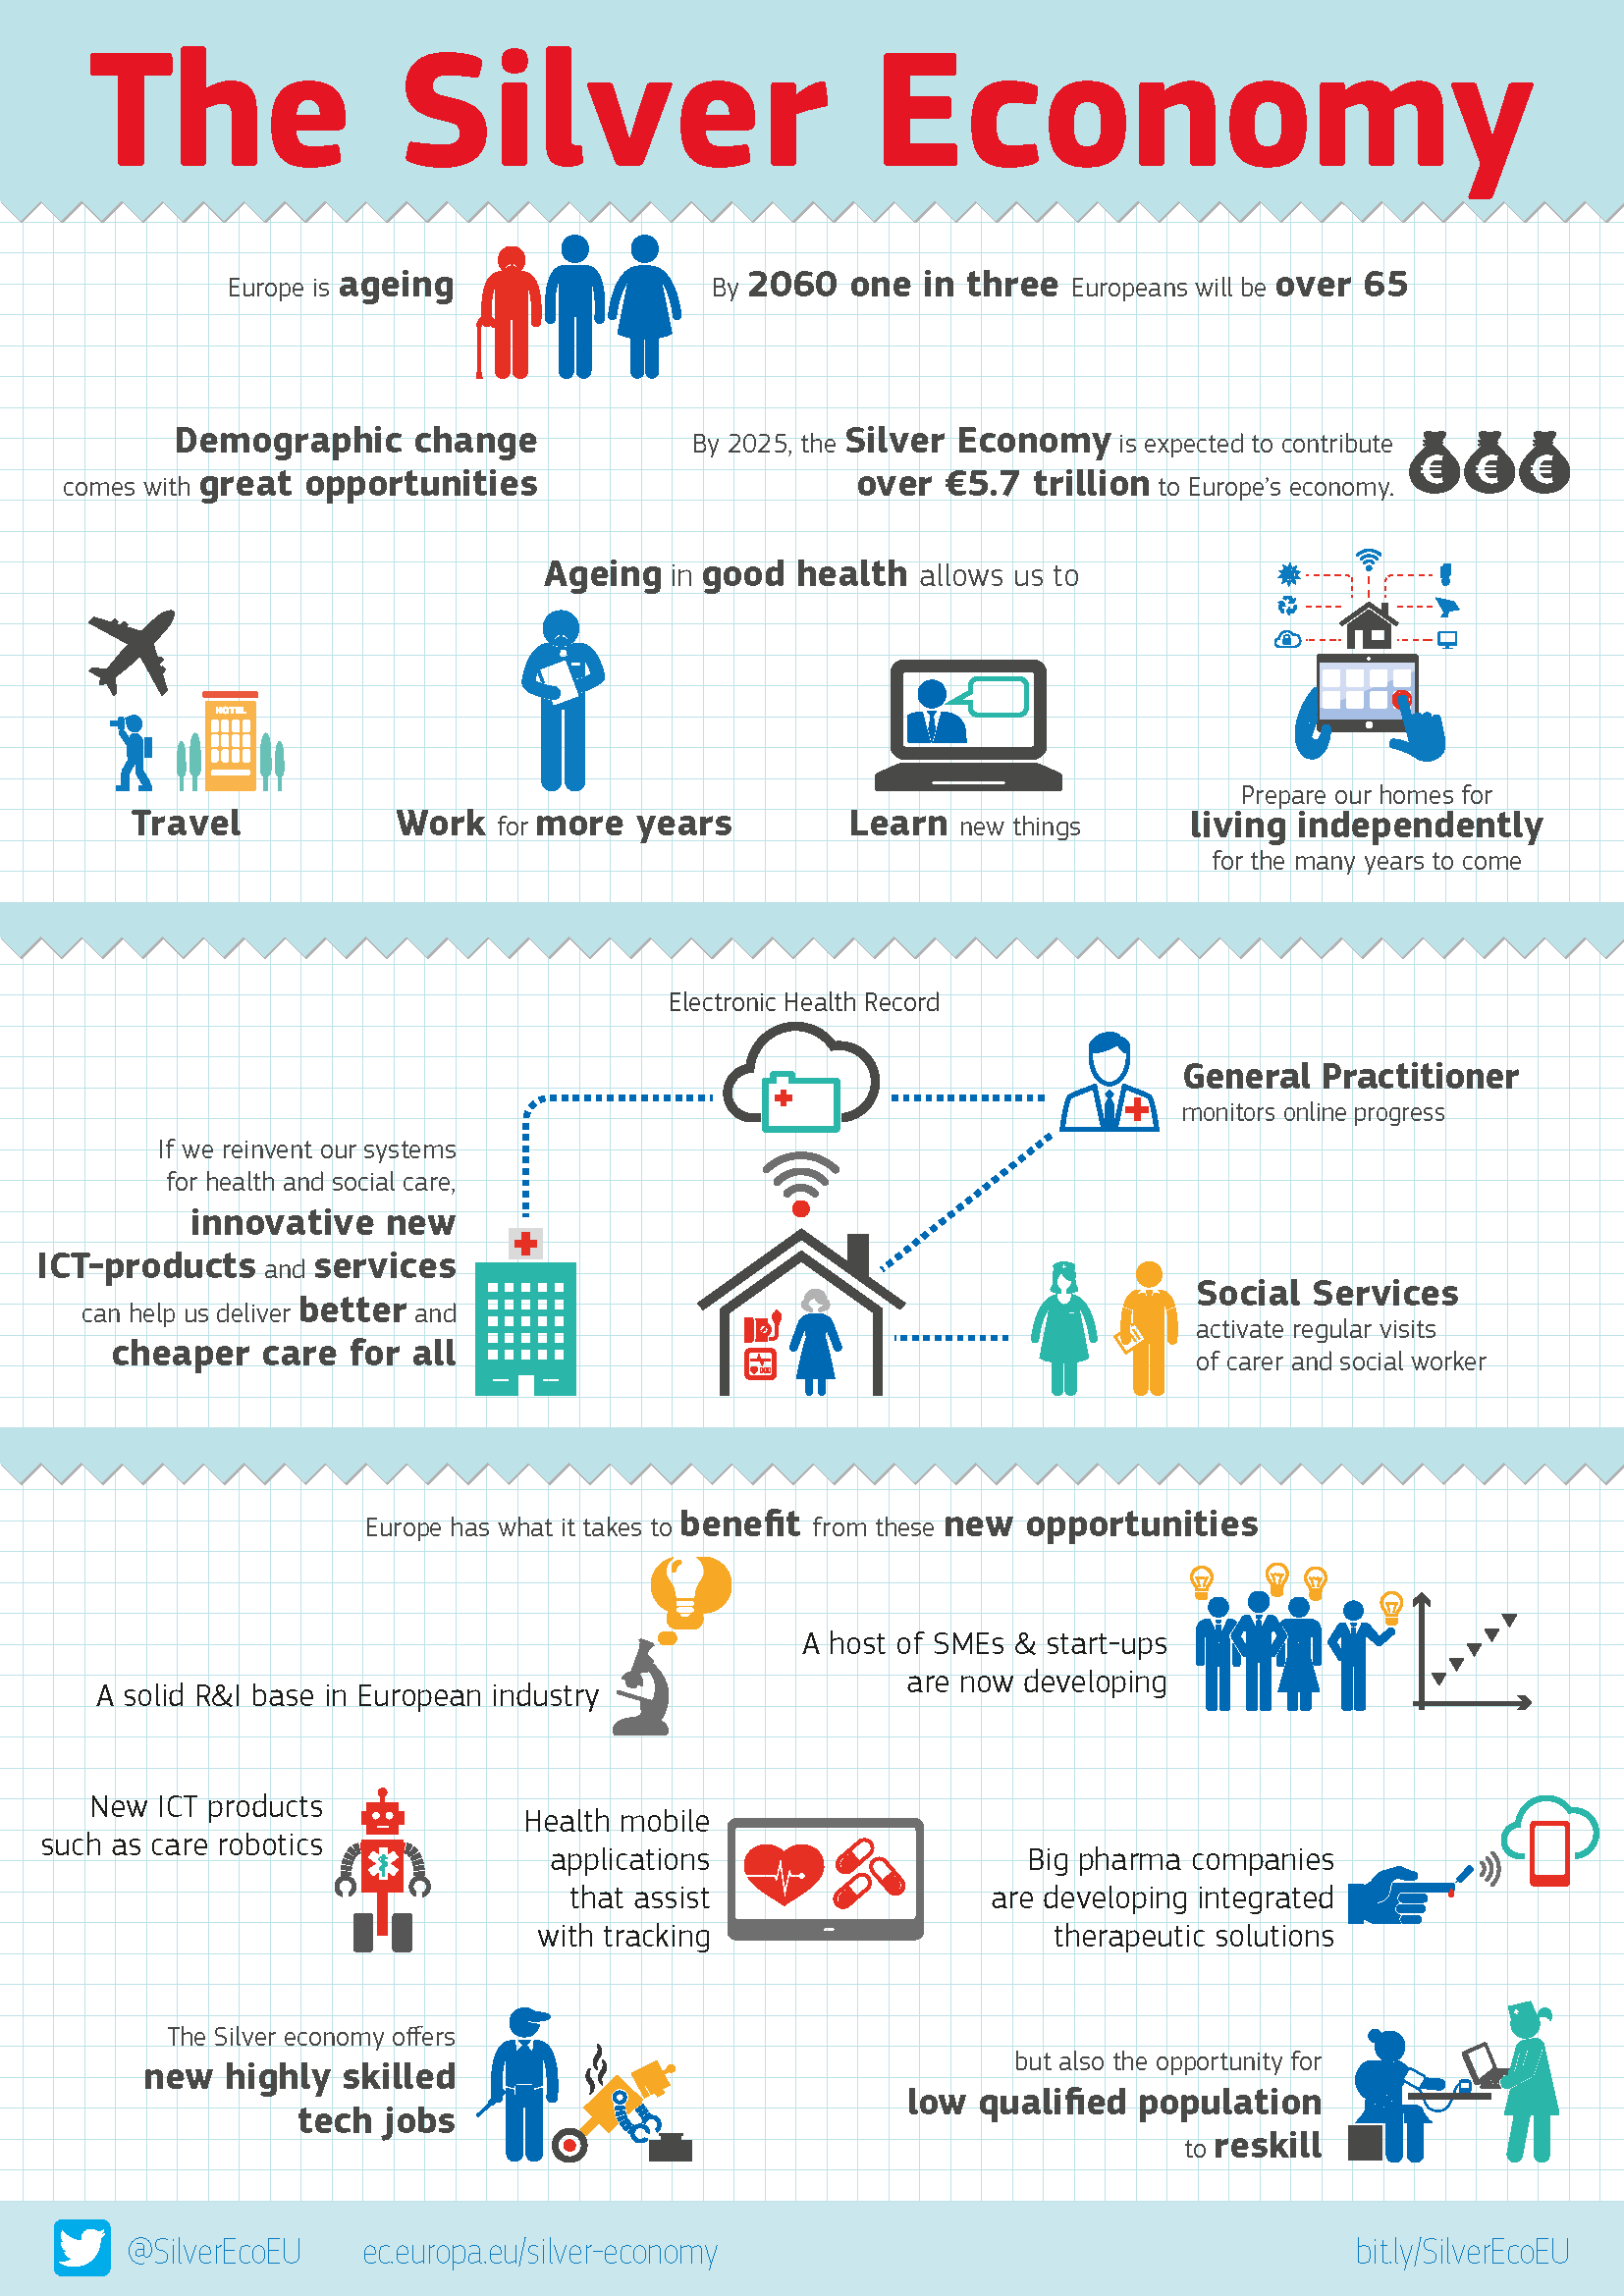 The Silver Economy
Europe is ageing
By 2060 one in three Europeans will be over 65
Demographic change
comes with great opportunities
By 2025, the Silver Economy is expected to contribute
over €5.7 trillion to Europe's economy.
€ € €
Ageing in good health allows us to
HOTEL
Travel
Work for more years
Learn new things
Prepare our homes for
living independently
for the many years to come
Electronic Health Record
General Practitioner
monitors online progress
If we reinvent our systems
for health and social care,
innovative new
ICT-products and services
can help us deliver better and
cheaper care for all
Social Services
activate regular visits
of carer and social worker
Europe has what it takes to benefit from these new opportunities
A solid R&I base in European industry
A host of SMEs & start-ups
are now developing
New ICT products
such as care robotics
Health mobile
applications
that assist
with tracking
Big pharma companies
are developing integrated
therapeutic solutions
The Silver economy offers
new highly skilled
tech jobs
but also the opportunity for
low qualified population
to reskill
@SilverEcoEU
ec.europa.eu/silver-economy
bit.ly/SilverEcoEU